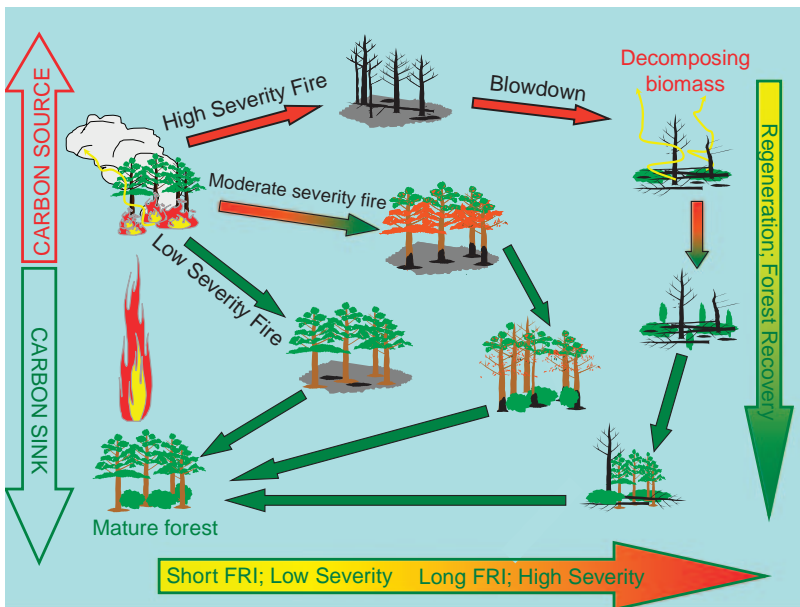 CARBON SOURCE
CARBON SINK
High Severity Fire
Blowdown
Decomposing
biomass
Moderate severity fire
Low Severity Fire
Regeneration; Forest Recovery
Mature forest
Short FRI; Low Severity Long FRI; High Severity